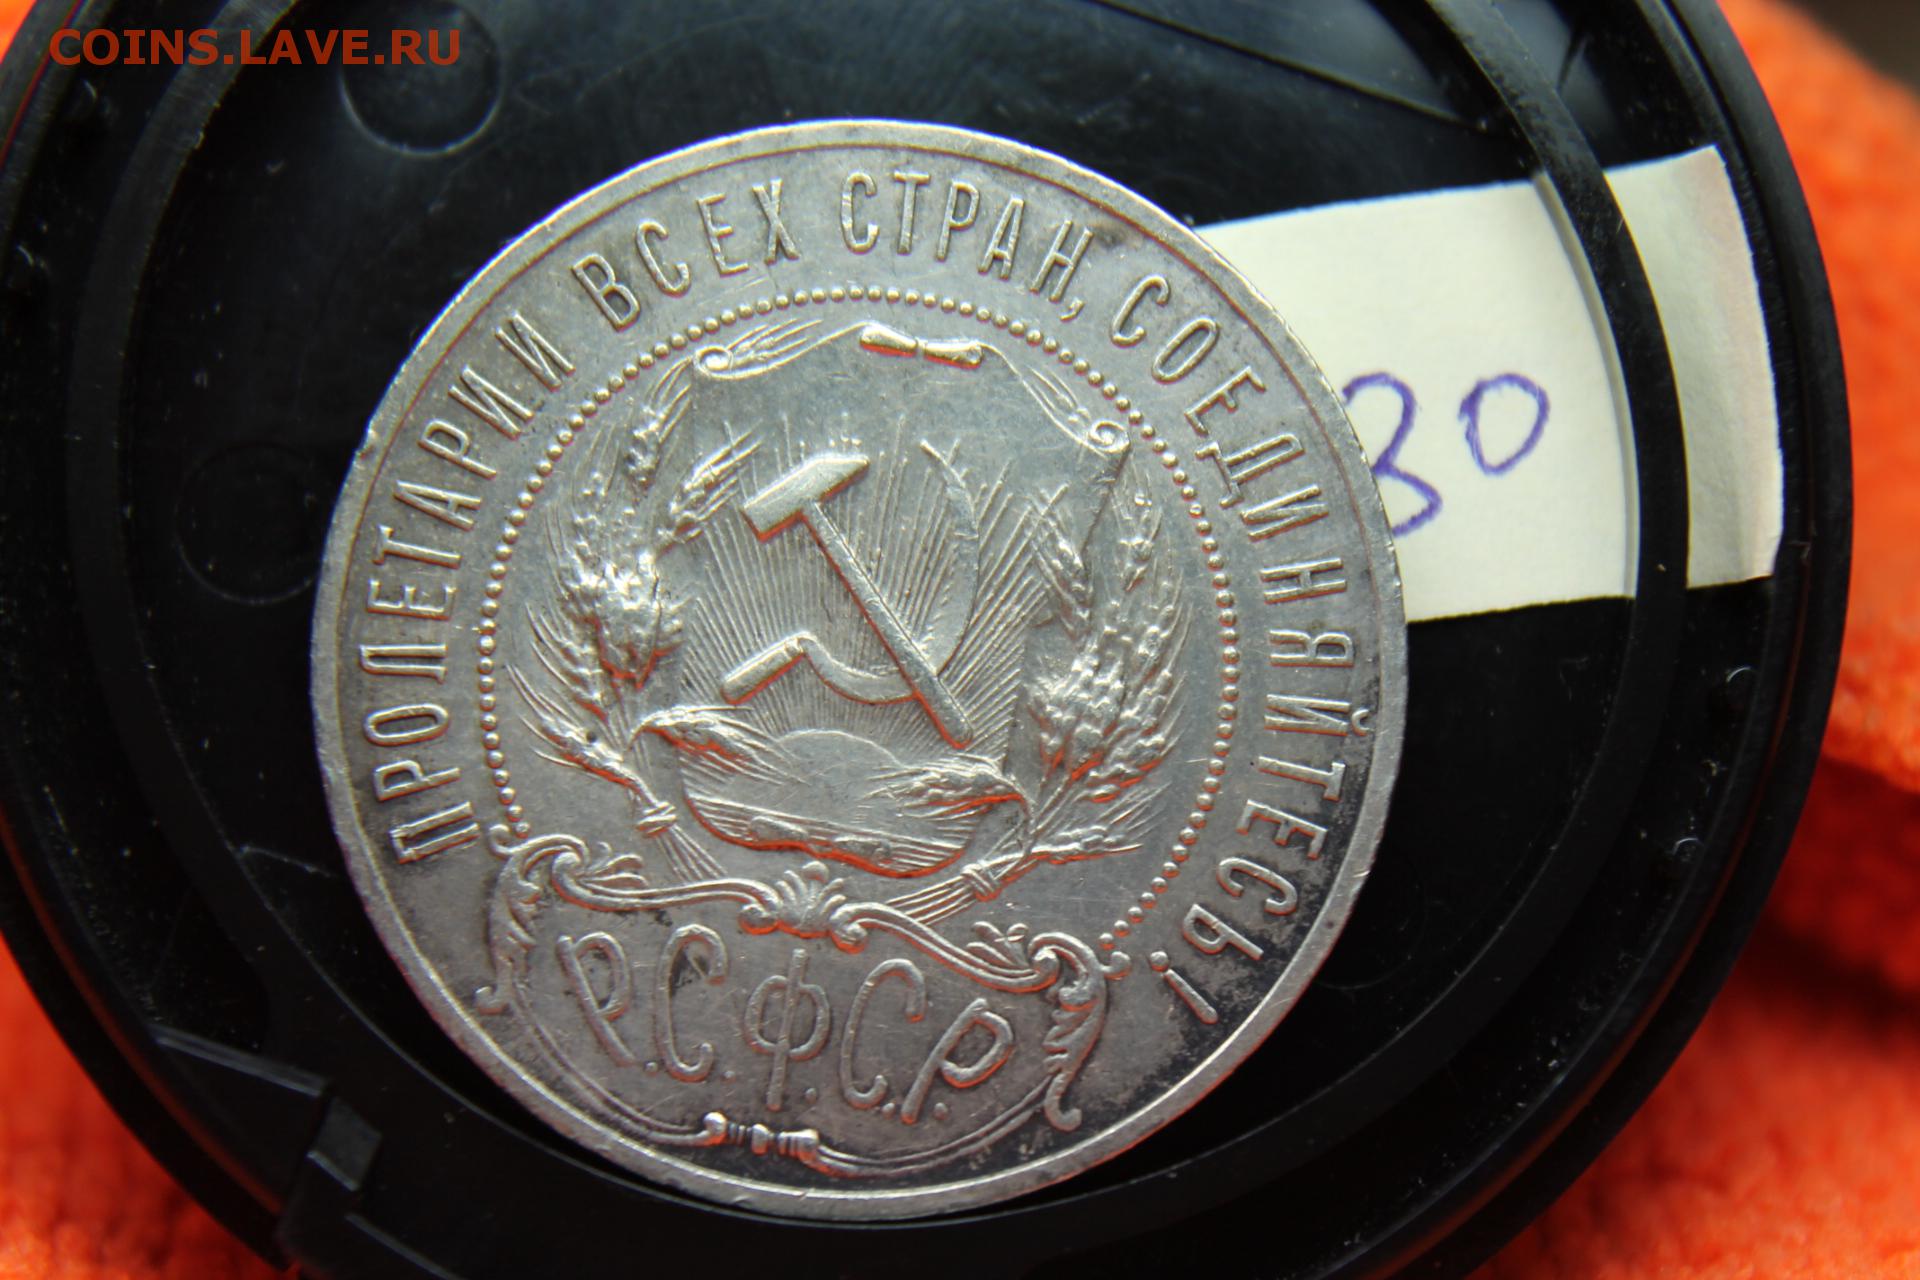 COINS.LAVE.RU
ПРОЛЕТАРИИ ВСЕХ СТРАН, СОЕДИНЯЙТЕСЬ!
30
Р.С.Ф.С.Р.